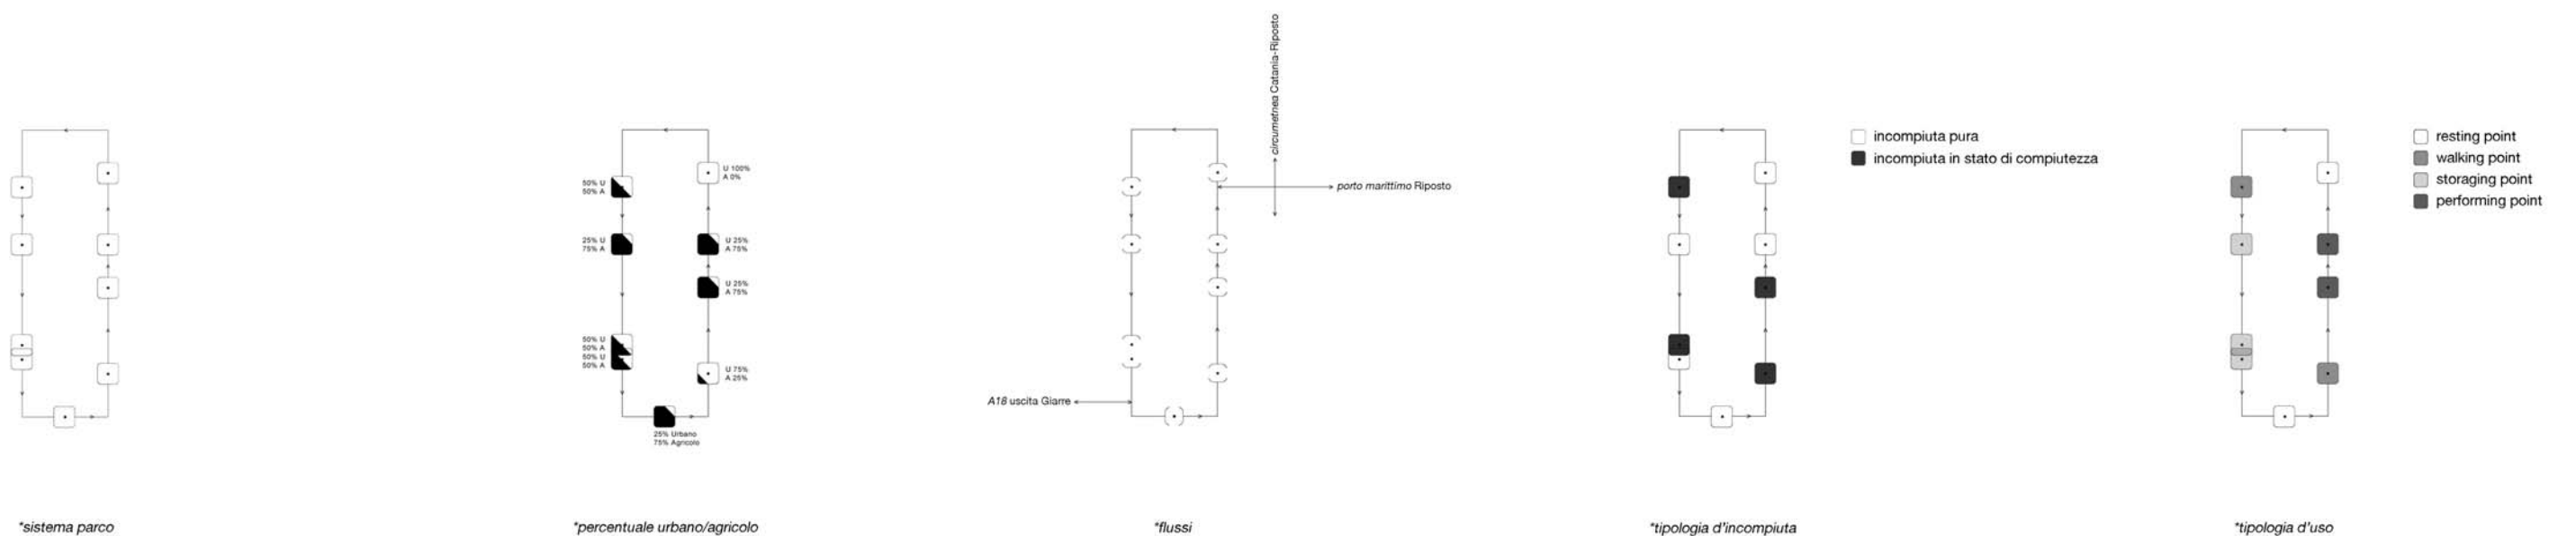 50% U
50% A
25% U
75% A
50% U
50% A
50% U
50% A
U 100%
A 0%
U 25%
A 75%
U 25%
A 75%
U 75%
A 25%
25% Urbano
75% Agricolo
circumetnea Catania-Riposto
porto marittimo Riposto
A18 uscita Giarre
incompiuta pura
incompiuta in stato di compiutezza
resting point
walking point
storaging point
performing point
*sistema parco
*percentuale urbano/agricolo
*flussi
*tipologia d'incompiuta
*tipologia d'uso